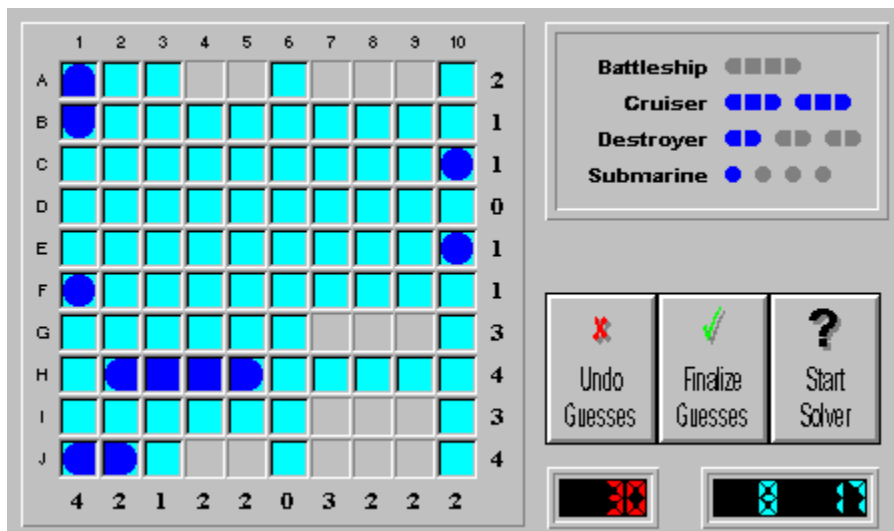 1 2 3 4 5 6 7 8 9 10
A 2
B 1
C 1
D 0
E 1
F 1
G 3
H 4
I 3
J 4
4 2 1 2 2 0 3 2 2 2
Battleship
Cruiser
Destroyer
Submarine
Undo Guesses
Finalize Guesses
? Start Solver
30
8 17